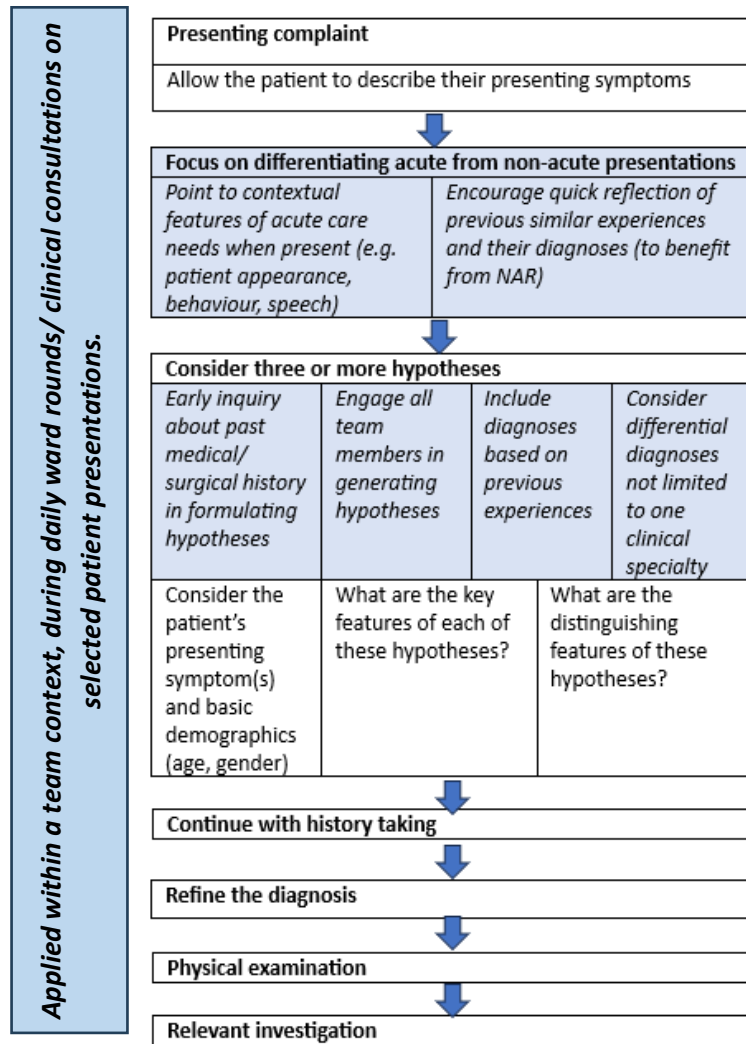 Applied within a team context, during daily ward rounds/ clinical consultations on
selected patient presentations.
Presenting complaint
Allow the patient to describe their presenting symptoms
Focus on differentiating acute from non-acute presentations
Point to contextual
features of acute care
needs when present (e.g.
patient appearance,
behaviour, speech)
Encourage quick reflection of
previous similar experiences
and their diagnoses (to benefit
from NAR)
Consider three or more hypotheses
Early inquiry
about past
medical/
surgical history
in formulating
hypotheses
Engage all
team
members in
generating
hypotheses
Include
diagnoses
based on
previous
experiences
Consider
differential
diagnoses
not limited
to one
clinical
specialty
Consider the
patient's
presenting
symptom(s)
and basic
demographics
(age, gender)
What are the key
features of each of
these hypotheses?
What are the
distinguishing
features of these
hypotheses?
Continue with history taking
Refine the diagnosis
Physical examination
Relevant investigation